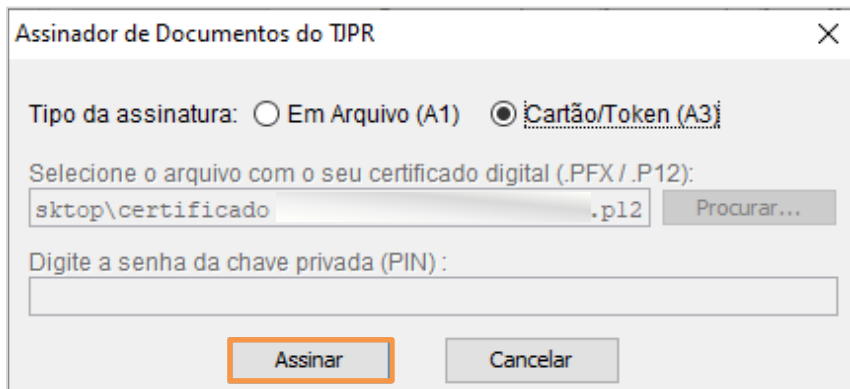 Assinador de Documentos do TJPR
Tipo da assinatura: Em Arquivo (A1) Cartão/Token (A3)
Selecione o arquivo com o seu certificado digital (.PFX / .P12):
sktop\certificado .p12 Procurar...
Digite a senha da chave privada (PIN) :
Assinar Cancelar